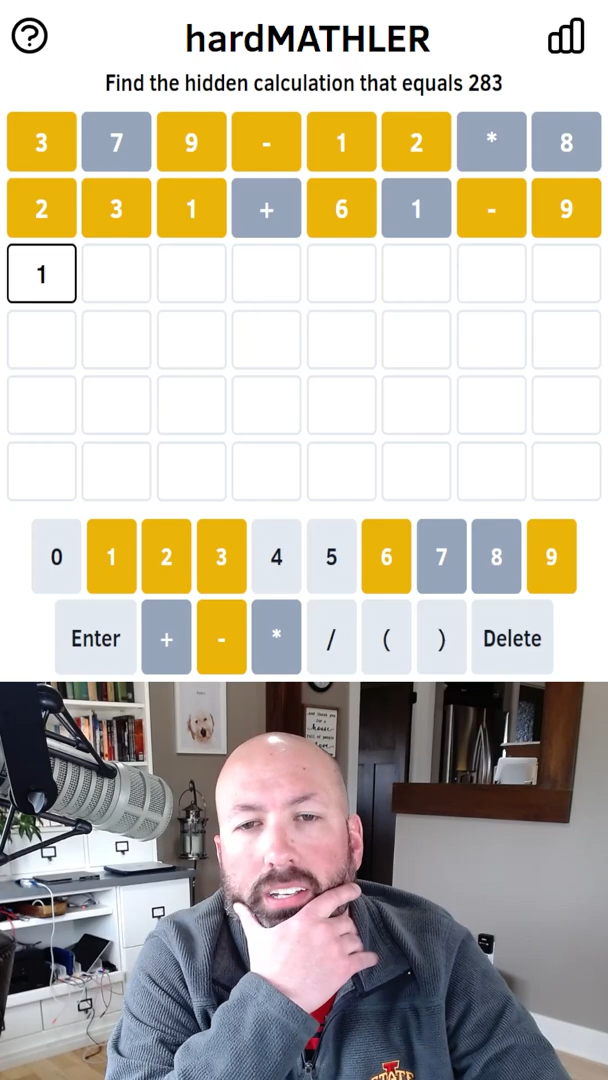 ?
hardMATHLER
Find the hidden calculation that equals 283
3 7 9 - 1 2 * 8
2 3 1 + 6 1 - 9
1
0 1 2 3 4 5 6 7 8 9
Enter + - * / ( ) Delete
STATE